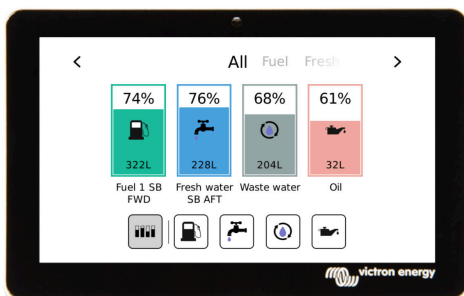 All Fuel Fresh
74% 76% 68% 61%
322L 228L 204L 32L
Fuel 1 SB Fresh water Waste water Oil
FWD SB AFT
victron energy